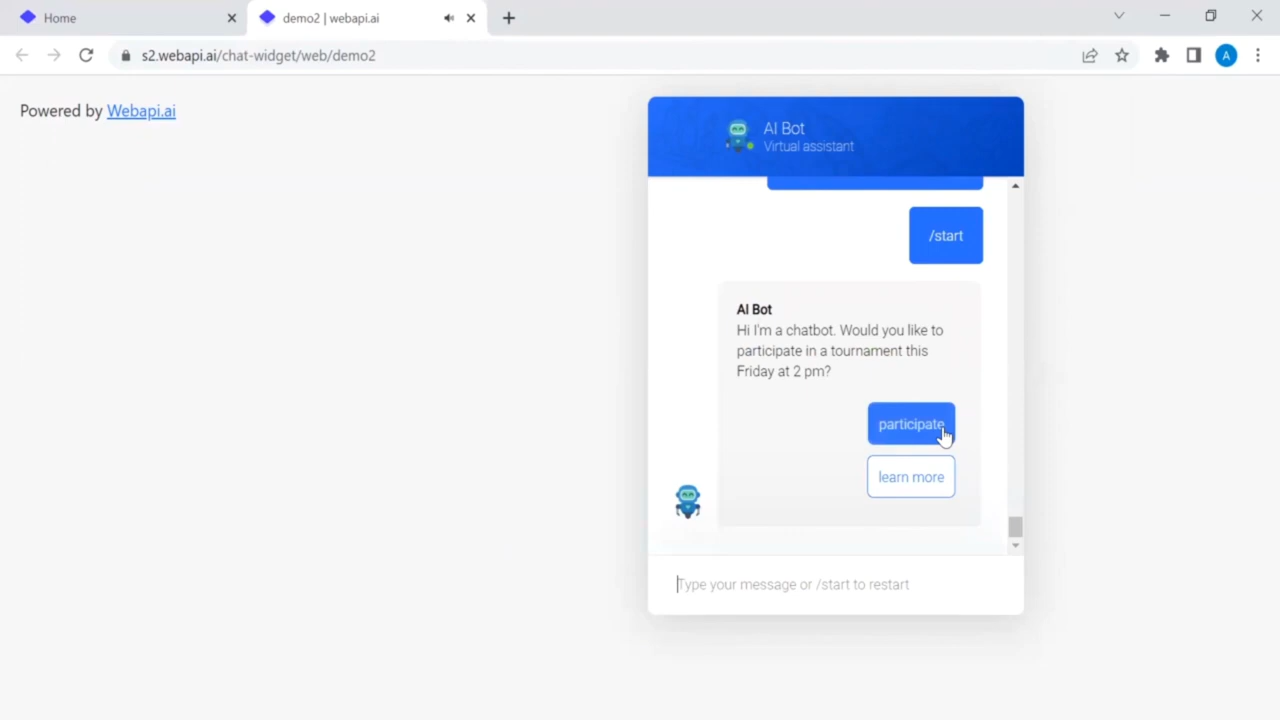 Home
demo2 | webapi.ai
s2.webapi.ai/chat-widget/web/demo2
A
Powered by Webapi.ai
AI Bot
Virtual assistant
/start
AI Bot
Hi I'm a chatbot. Would you like to
participate in a tournament this
Friday at 2 pm?
participate
learn more
Type your message or /start to restart